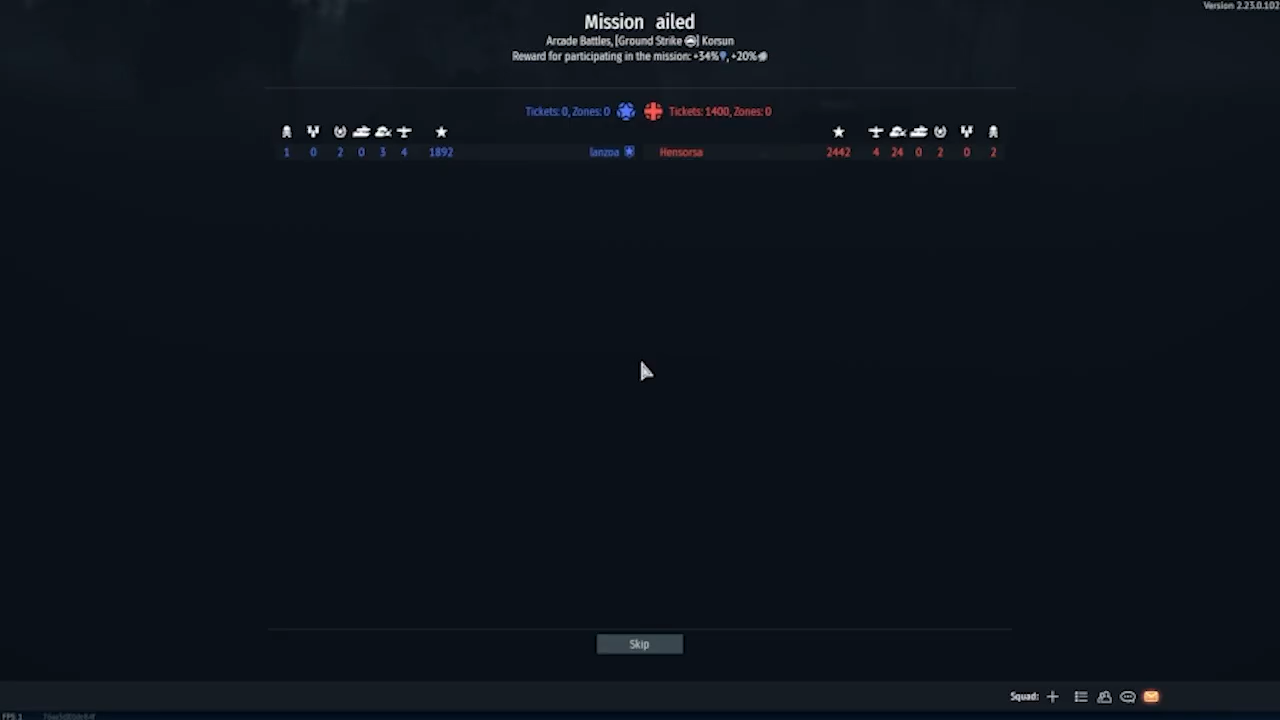 Version 2.23.0.102
Mission ailed
Arcade Battles, [Ground Strike] Korsun
Reward for participating in the mission: +34%, +20%
Tickets: 0, Zones: 0 Tickets: 1400, Zones: 0
1 0 2 0 3 4 1892 lanzoa Hensorsa 2442 4 24 0 2 0 2
Skip
Squad:
FPS: 1